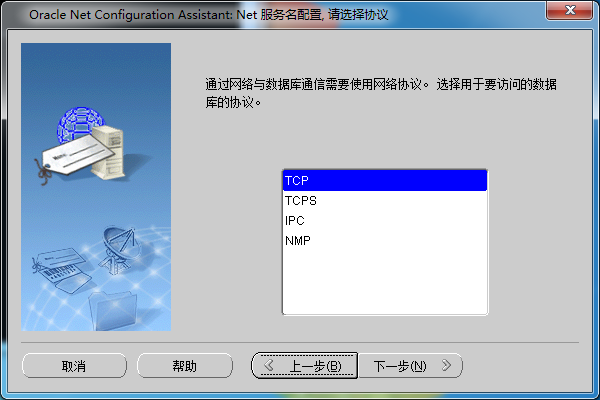 Oracle Net Configuration Assistant: Net 服务名配置, 请选择协议
通过网络与数据库通信需要使用网络协议。 选择用于要访问的数据
库的协议。
TCP
TCPS
IPC
NMP
取消
帮助
上一步(B)
下一步(N)